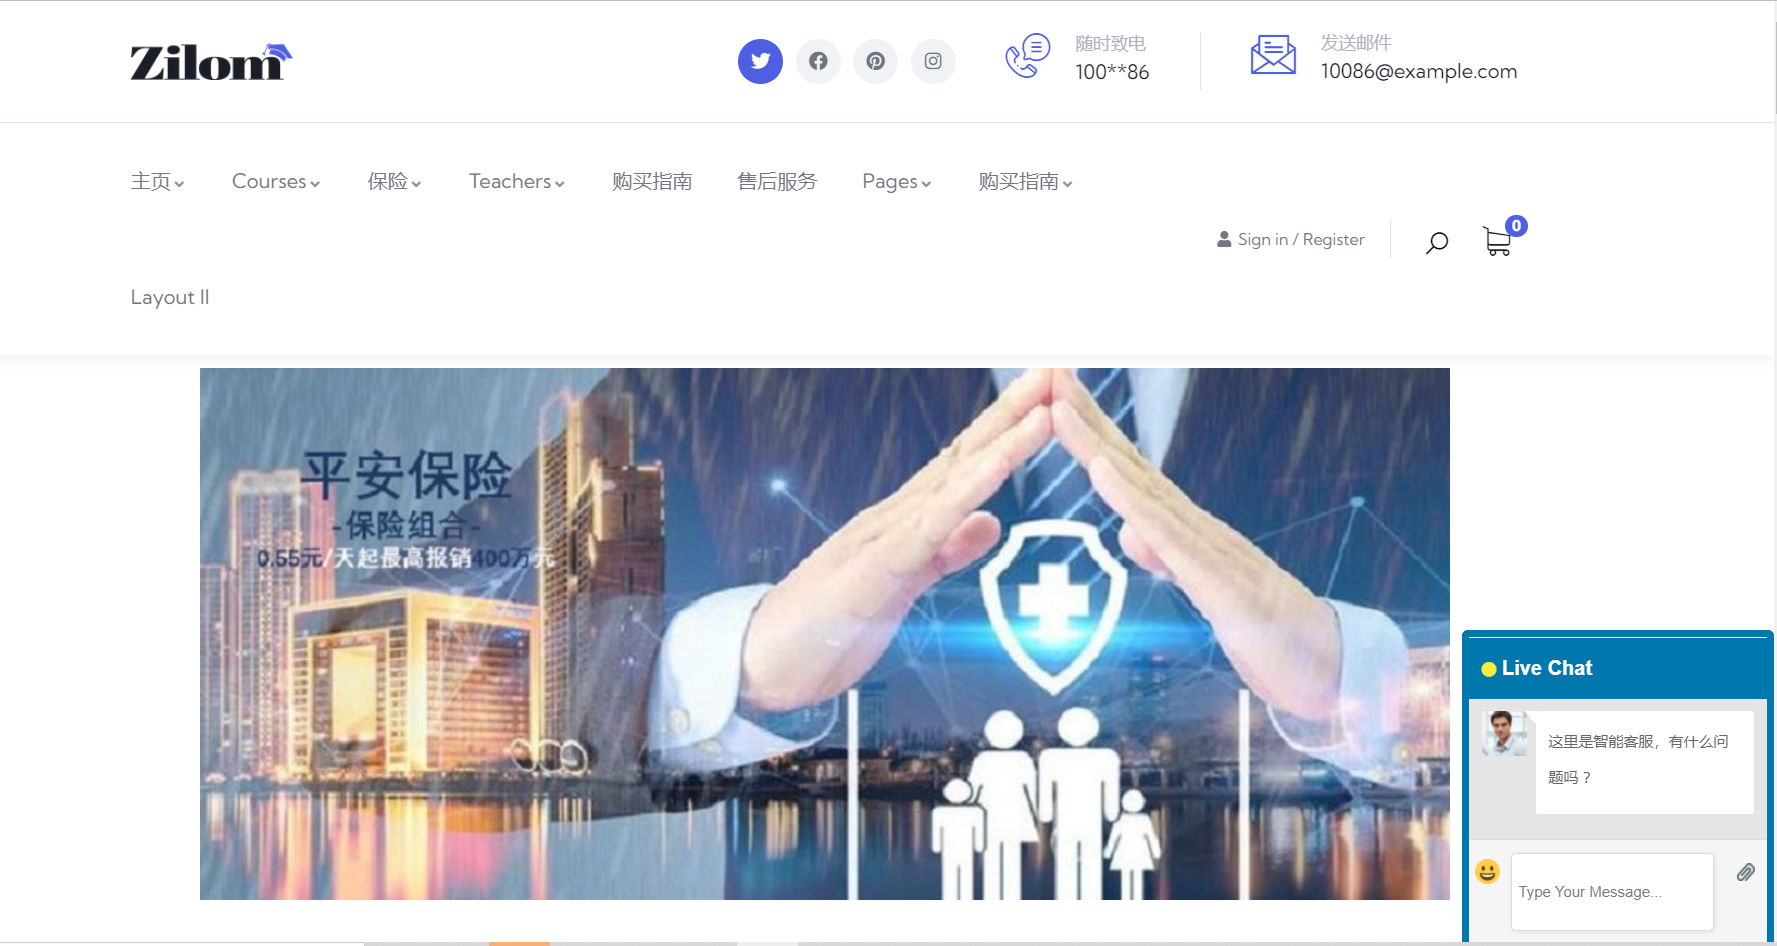 Zilom
随时致电
100**86
发送邮件
10086@example.com
主页
Courses
保险
Teachers
购买指南
售后服务
Pages
购买指南
Sign in / Register
0
Layout II
平安保险
-保险组合-
0.55元/天起最高报销400万元
Live Chat
这里是智能客服，有什么问
题吗？
Type Your Message...